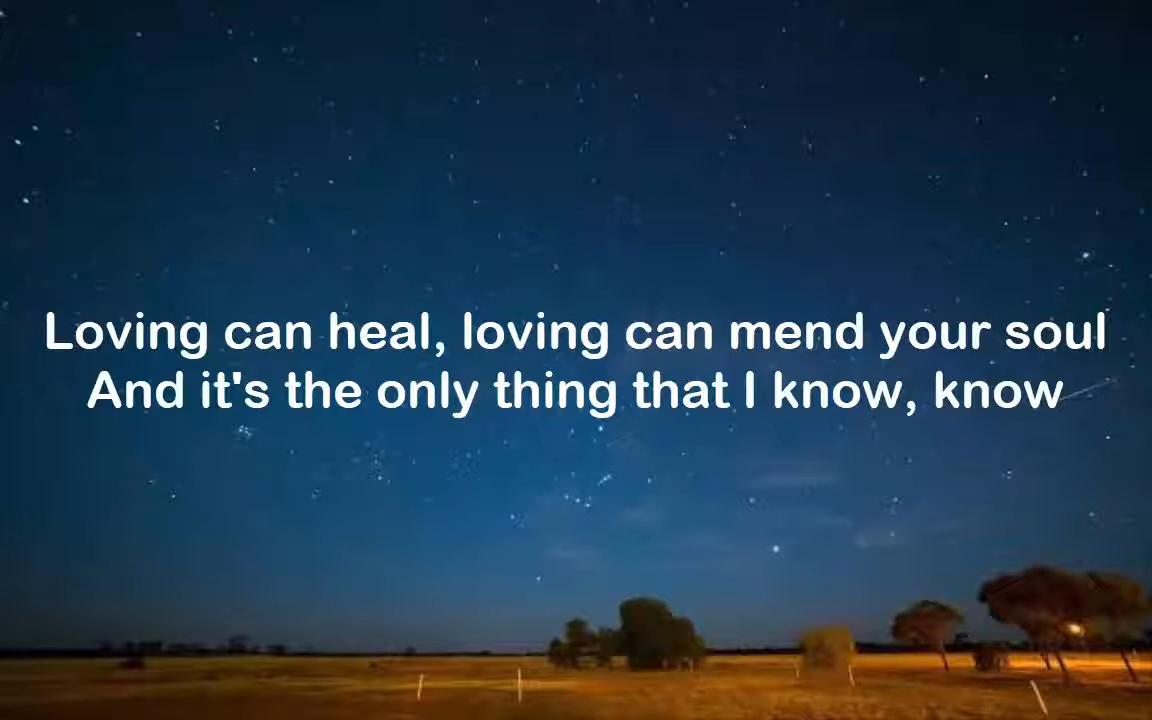 Loving can heal, loving can mend your soul
And it's the only thing that I know, know